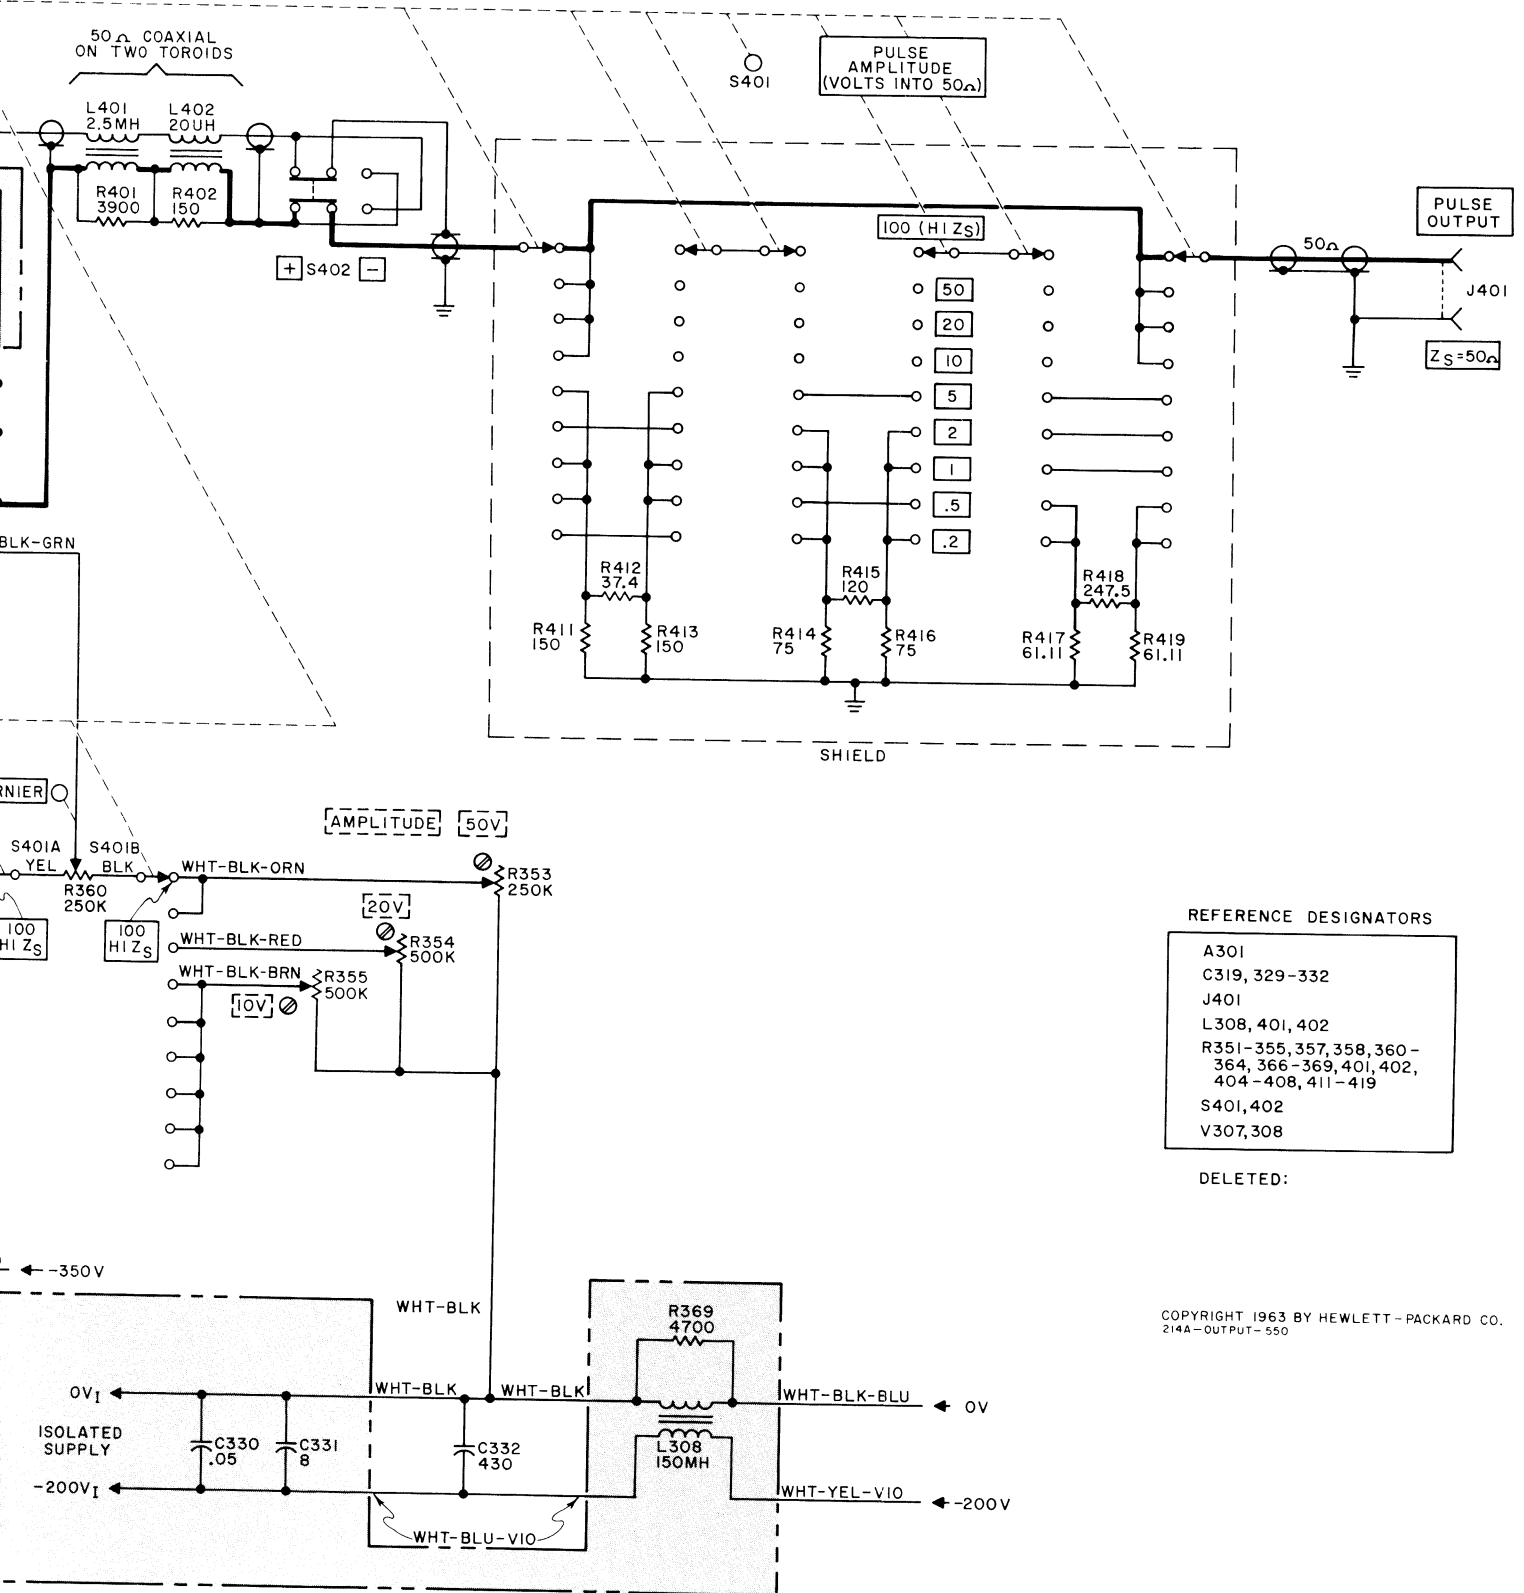 50Ω COAXIAL
ON TWO TOROIDS
L401
2.5MH
L402
20UH
R401
3900
R402
150
+ S402 −
S401
PULSE
AMPLITUDE
(VOLTS INTO 50Ω)
100 (HI ZS)
50
20
10
5
2
1
.5
.2
PULSE
OUTPUT
50Ω
J401
ZS=50Ω
R412
37.4
R411
150
R413
150
R415
120
R414
75
R416
75
R418
247.5
R417
61.11
R419
61.11
SHIELD
BLK-GRN
RNIER
S401A
YEL
S401B
BLK
R360
250K
100
HI ZS
100
HI ZS
AMPLITUDE 50V
WHT-BLK-ORN
R353
250K
20V
WHT-BLK-RED
R354
500K
WHT-BLK-BRN
R355
500K
10V
REFERENCE DESIGNATORS
A301
C319, 329-332
J401
L308, 401, 402
R351-355, 357, 358, 360-
364, 366-369, 401, 402,
404-408, 411-419
S401, 402
V307, 308
DELETED:
-350V
WHT-BLK
R369
4700
COPYRIGHT 1963 BY HEWLETT-PACKARD CO.
214A-OUTPUT-550
0VI
WHT-BLK
WHT-BLK
WHT-BLK-BLU
0V
ISOLATED
SUPPLY
C330
.05
C331
8
C332
430
L308
150MH
-200VI
WHT-YEL-VIO
-200V
WHT-BLU-VIO